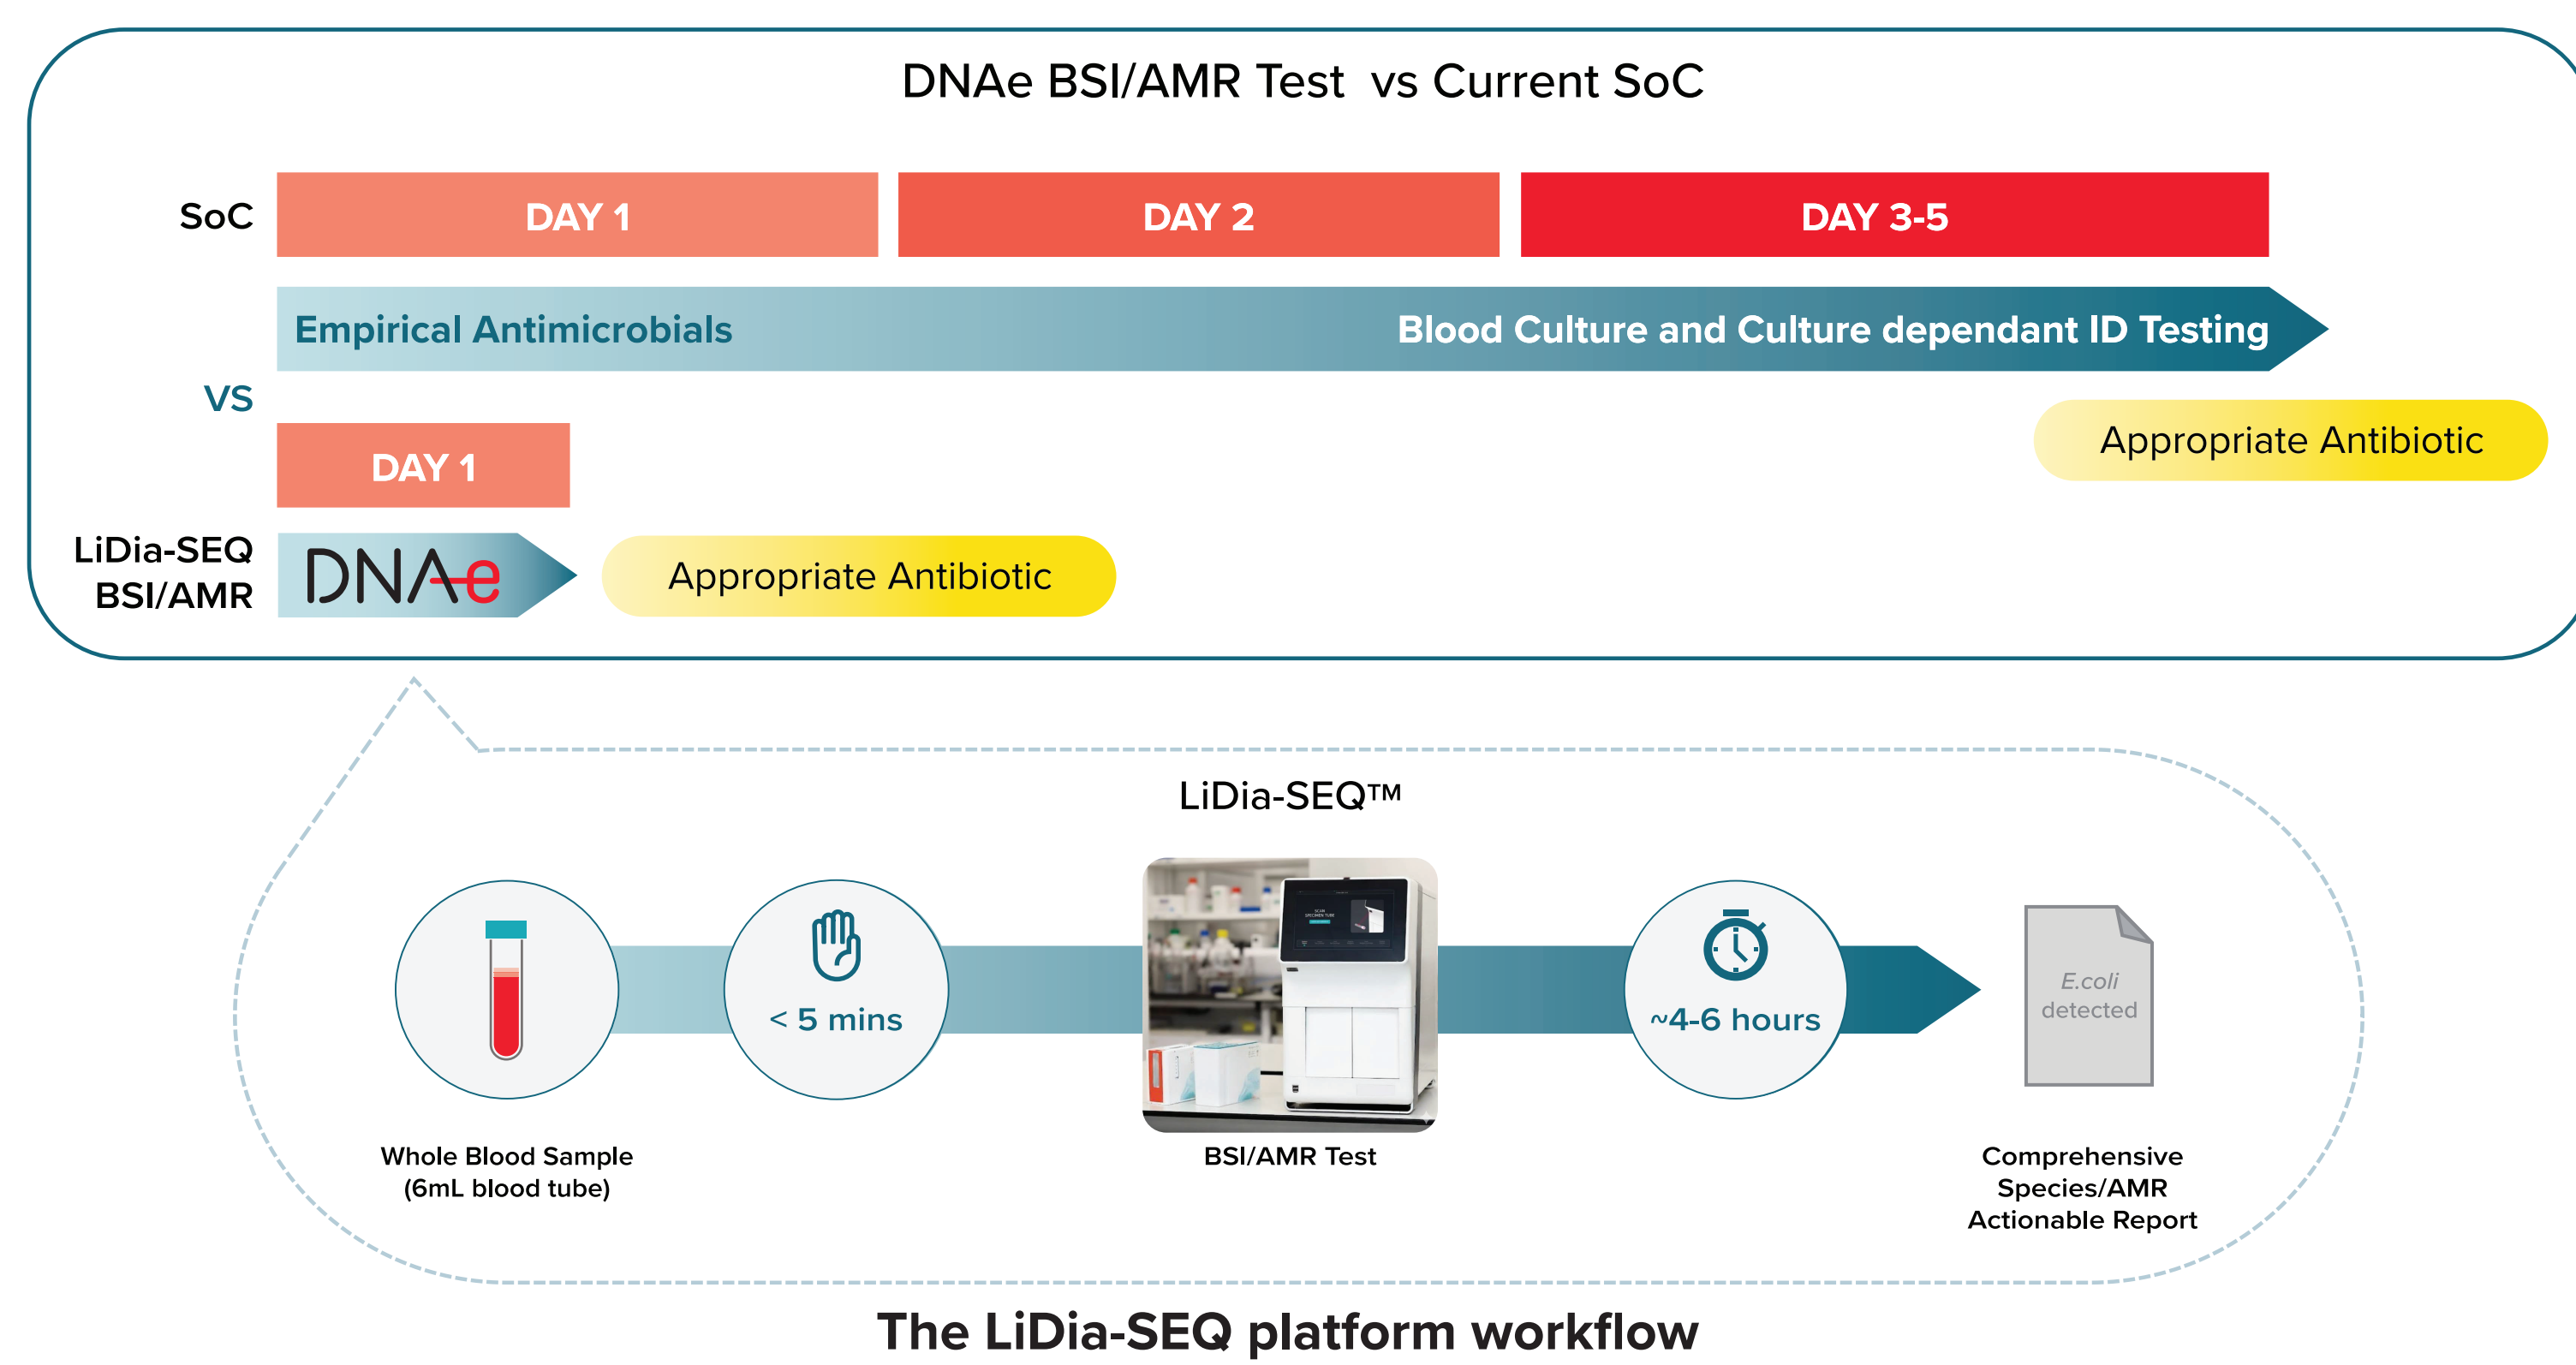 DNAe BSI/AMR Test vs Current SoC
SoC
DAY 1
DAY 2
DAY 3-5
Empirical Antimicrobials
Blood Culture and Culture dependant ID Testing
VS
Appropriate Antibiotic
DAY 1
LiDia-SEQ
BSI/AMR
DNAe
Appropriate Antibiotic
LiDia-SEQ™
SCAN
SPECIMEN TUBE
< 5 mins
~4-6 hours
E.coli
detected
Whole Blood Sample
(6mL blood tube)
BSI/AMR Test
Comprehensive
Species/AMR
Actionable Report
The LiDia-SEQ platform workflow